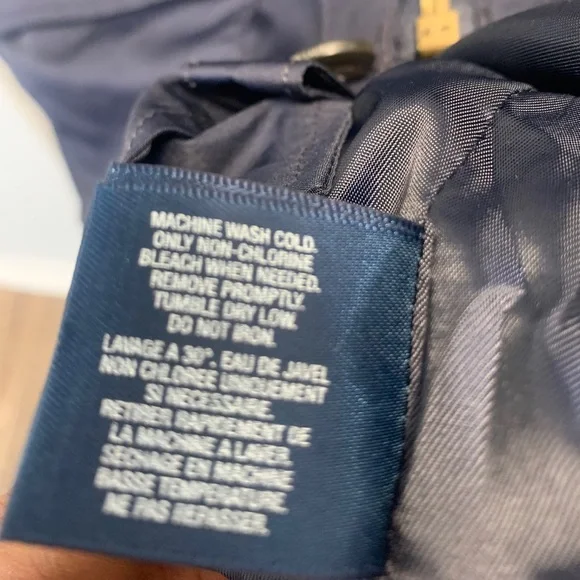 MACHINE WASH COLD.
ONLY NON-CHLORINE
BLEACH WHEN NEEDED.
REMOVE PROMPTLY.
TUMBLE DRY LOW.
DO NOT IRON.
LAVAGE A 30°. EAU DE JAVEL
NON CHLOREE UNIQUEMENT
SI NECESSAIRE.
RETIRER RAPIDEMENT DE
LA MACHINE A LAVER.
SECHAGE EN MACHINE
BASSE TEMPERATURE.
NE PAS REPASSER.